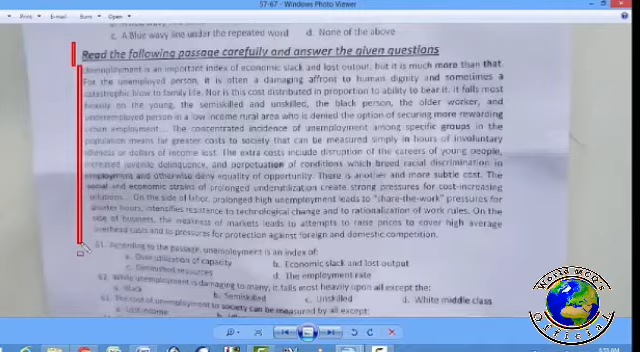 57-67 - Windows Photo Viewer
Print E-mail Burn Open
c. A Blue wavy line under the repeated word d. None of the above
Read the following passage carefully and answer the given questions
Unemployment is an important index of economic slack and lost output, but it is much more than that.
For the unemployed person, it is often a damaging affront to human dignity and sometimes a
catastrophic blow to family life. Nor is this cost distributed in proportion to ability to bear it. It falls most
heavily on the young, the semiskilled and unskilled, the black person, the older worker, and
underemployed person in a low income rural area who is denied the option of securing more rewarding
urban employment... The concentrated incidence of unemployment among specific groups in the
population means far greater costs to society that can be measured simply in hours of involuntary
idleness or dollars of income lost. The extra costs include disruption of the careers of young people,
increased juvenile delinquence, and perpetuation of conditions which breed racial discrimination in
employment and otherwise deny equality of opportunity. There is another and more subtle cost. The
social and economic strains of prolonged underutilization create strong pressures for cost-increasing
solutions... On the side of labor, prolonged high unemployment leads to "share-the-work" pressures for
shorter hours, intensifies resistance to technological change and to rationalization of work rules. On the
side of business, the weakness of markets leads to attempts to raise prices to cover high average
overhead costs and to pressures for protection against foreign and domestic competition.
61. According to the passage, unemployment is an index of:
a. Over utilization of capacity b. Economic slack and lost output
c. Diminished resources d. The employment rate
62. While unemployment is damaging to many, it falls most heavily upon all except the:
a. Black b. Semiskilled c. Unskilled d. White middle class
63. The cost of unemployment to society can be measured by all except:
a. Lost income b.
World MCQs
Official